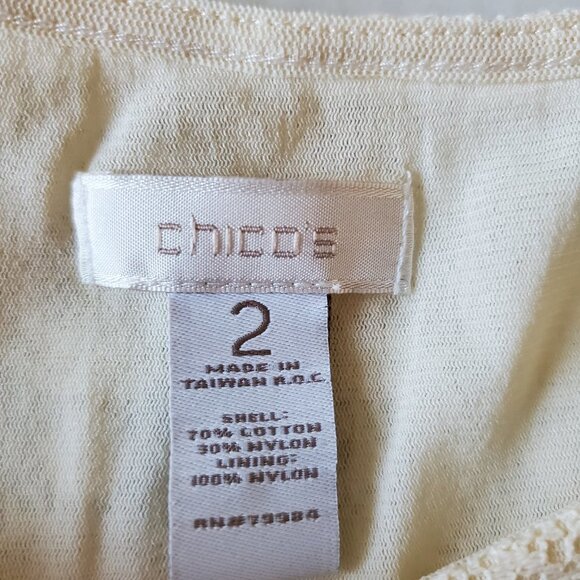 chico's
2
MADE IN
TAIWAN R.O.C
SHELL:
70% COTTON
30% NYLON
LINING:
100% NYLON
RN#79984